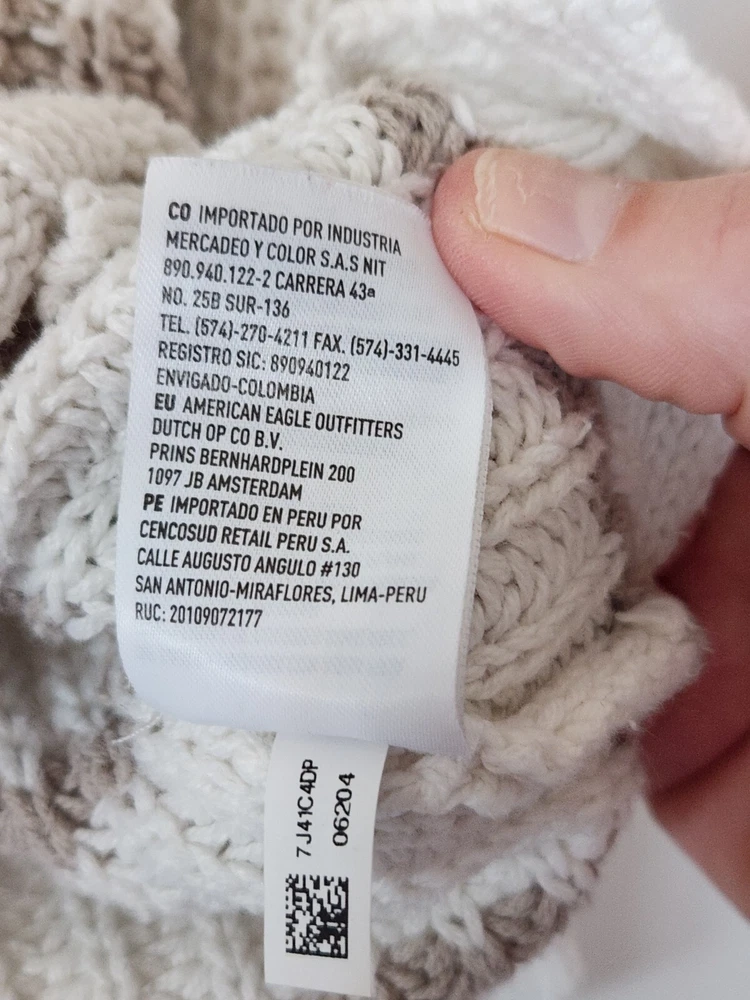 CO IMPORTADO POR INDUSTRIA
MERCADEO Y COLOR S.A.S NIT
890.940.122-2 CARRERA 43ª
NO. 25B SUR-136
TEL. (574)-270-4211 FAX. (574)-331-4445
REGISTRO SIC: 890940122
ENVIGADO-COLOMBIA
EU AMERICAN EAGLE OUTFITTERS
DUTCH OP CO B.V.
PRINS BERNHARDPLEIN 200
1097 JB AMSTERDAM
PE IMPORTADO EN PERU POR
CENCOSUD RETAIL PERU S.A.
CALLE AUGUSTO ANGULO #130
SAN ANTONIO-MIRAFLORES, LIMA-PERU
RUC: 20109072177
7J41C4DP
06204